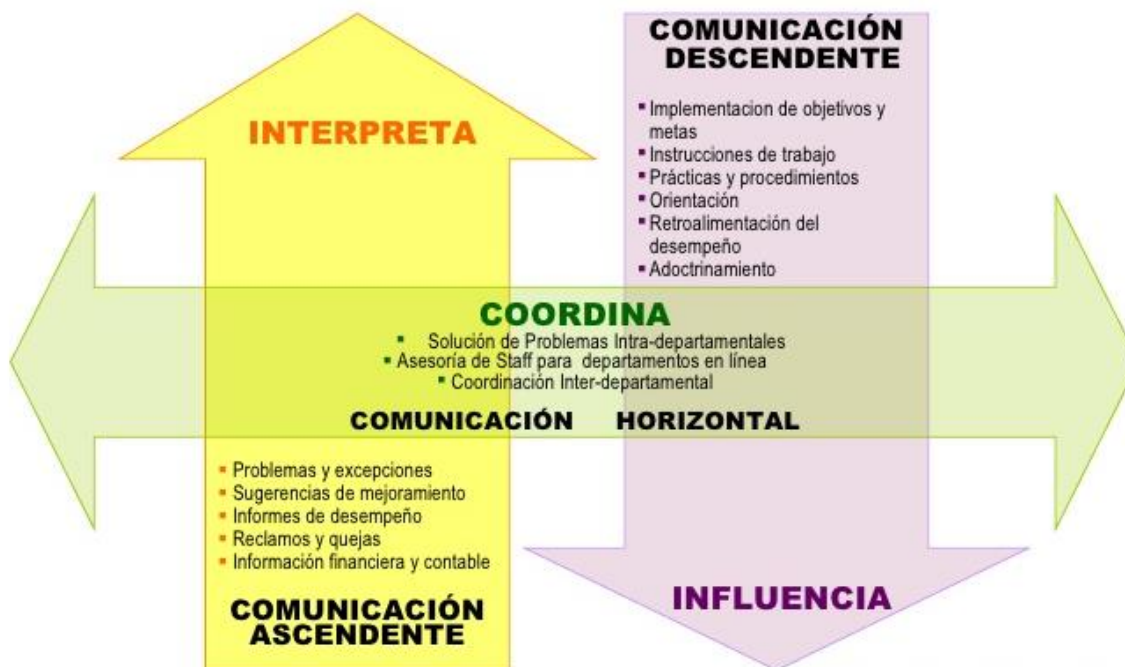 INTERPRETA
COMUNICACIÓN
DESCENDENTE
▪ Implementacion de objetivos y
metas
▪ Instrucciones de trabajo
▪ Prácticas y procedimientos
▪ Orientación
▪ Retroalimentación del
desempeño
▪ Adoctrinamiento
COORDINA
▪ Solución de Problemas Intra-departamentales
▪ Asesoría de Staff para departamentos en línea
▪ Coordinación Inter-departamental
COMUNICACIÓN HORIZONTAL
▪ Problemas y excepciones
▪ Sugerencias de mejoramiento
▪ Informes de desempeño
▪ Reclamos y quejas
▪ Información financiera y contable
COMUNICACIÓN
ASCENDENTE
INFLUENCIA